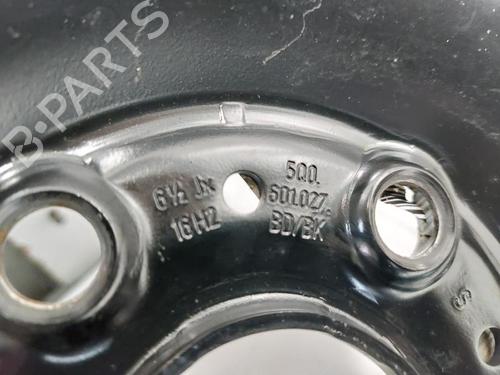 B-PARTS
6½ Jx
16H2
5Q0.
601.027.
BD/BK
S